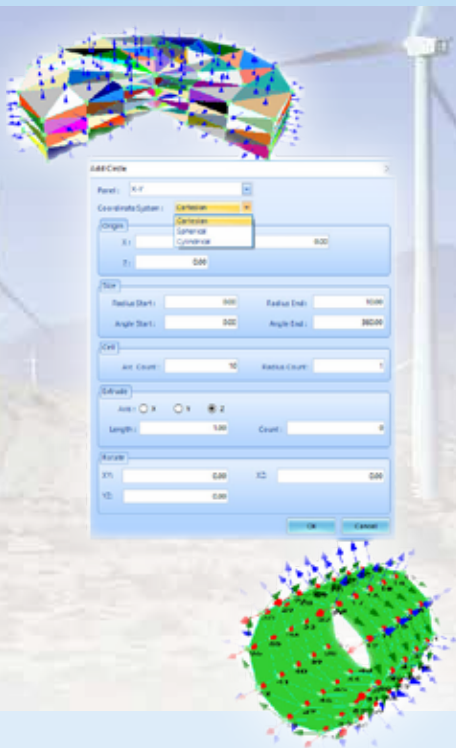 Add Circle
Panel : X-Y
Coordinate System : Cartesian
Cartesian
Spherical
Cylindrical
Origin
X : 0.00
Z : 0.00
Size
Radius Start : 0.00 Radius End : 10.00
Angle Start : 0.00 Angle End : 360.00
Cell
Arc Count : 10 Radius Count : 1
Extrude
Axis : X Y Z
Length : 1.00 Count : 0
Rotate
XY: 0.00 XZ: 0.00
YZ: 0.00
OK Cancel